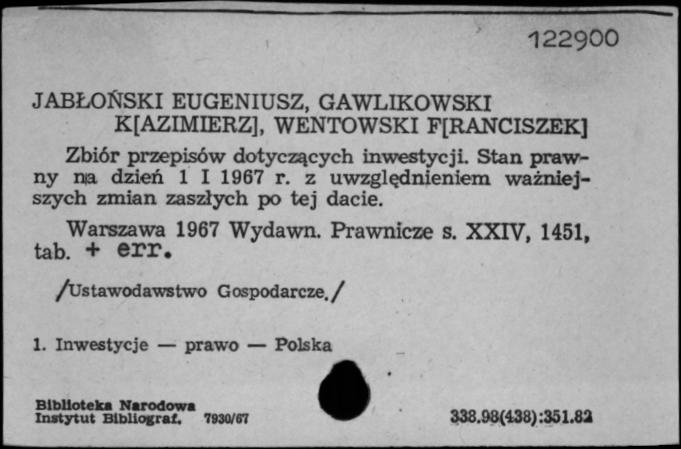 122900
JABŁOŃSKI EUGENIUSZ, GAWLIKOWSKI
K[AZIMIERZ], WENTOWSKI F[RANCISZEK]
Zbiór przepisów dotyczących inwestycji. Stan praw-
ny na dzień 1 I 1967 r. z uwzględnieniem ważniej-
szych zmian zaszłych po tej dacie.
Warszawa 1967 Wydawn. Prawnicze s. XXIV, 1451,
tab. + err.
/Ustawodawstwo Gospodarcze./
1. Inwestycje — prawo — Polska
Biblioteka Narodowa
Instytut Bibliograf. 7930/67
338.98(438):351.82